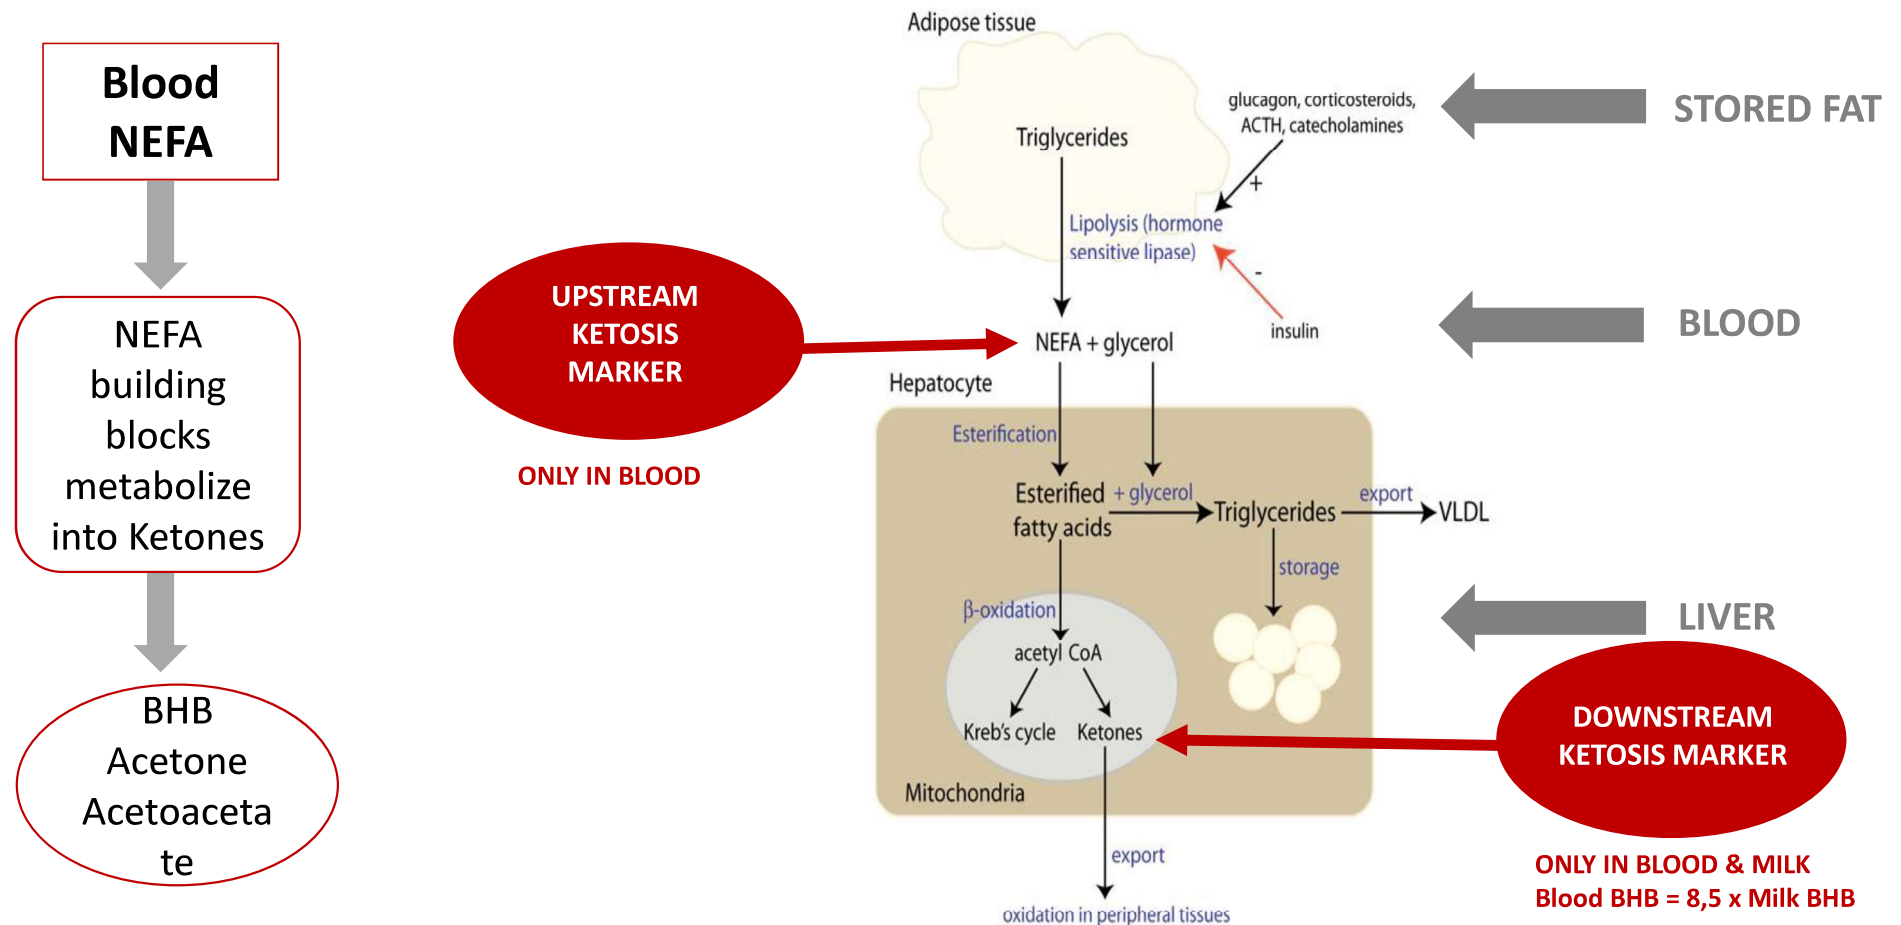 Blood
NEFA
NEFA
building
blocks
metabolize
into Ketones
BHB
Acetone
Acetoaceta
te
UPSTREAM
KETOSIS
MARKER
ONLY IN BLOOD
Adipose tissue
Triglycerides
glucagon, corticosteroids,
ACTH, catecholamines
+
Lipolysis (hormone
sensitive lipase)
-
insulin
NEFA + glycerol
Hepatocyte
Esterification
Esterified
fatty acids
+ glycerol
Triglycerides
export
VLDL
storage
β-oxidation
acetyl CoA
Kreb's cycle
Ketones
Mitochondria
export
oxidation in peripheral tissues
STORED FAT
BLOOD
LIVER
DOWNSTREAM
KETOSIS MARKER
ONLY IN BLOOD & MILK
Blood BHB = 8,5 x Milk BHB